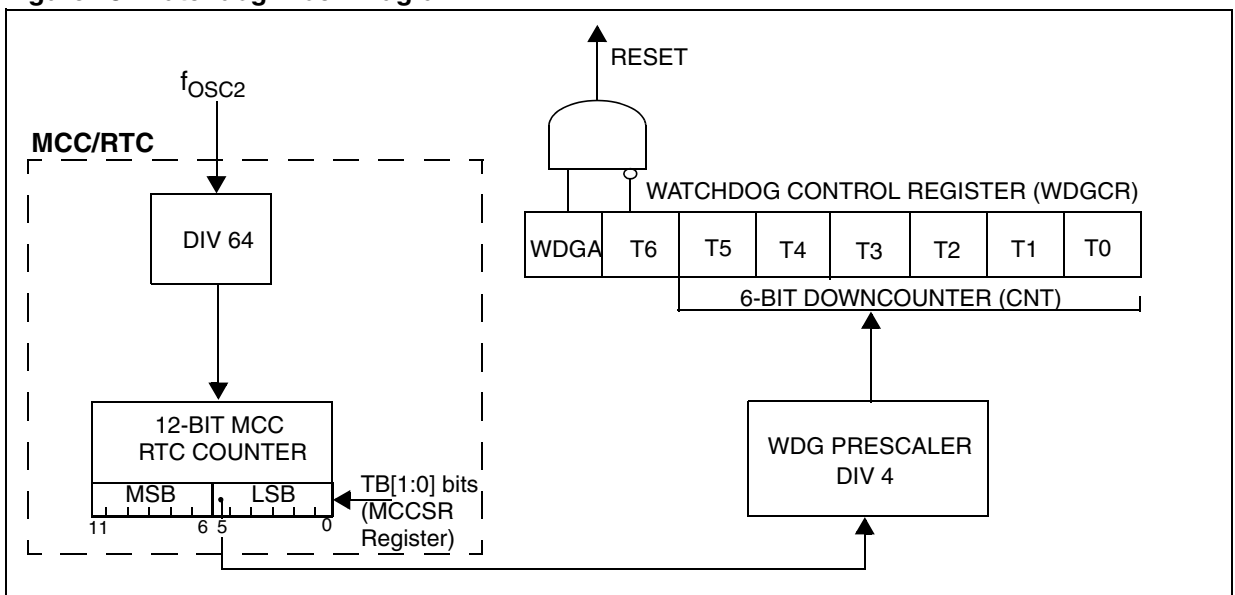 RESET
fOSC2
MCC/RTC
DIV 64
WATCHDOG CONTROL REGISTER (WDGCR)
WDGA T6 T5 T4 T3 T2 T1 T0
6-BIT DOWNCOUNTER (CNT)
12-BIT MCC
RTC COUNTER
MSB LSB
11 6 5 0
TB[1:0] bits
(MCCSR
Register)
WDG PRESCALER
DIV 4